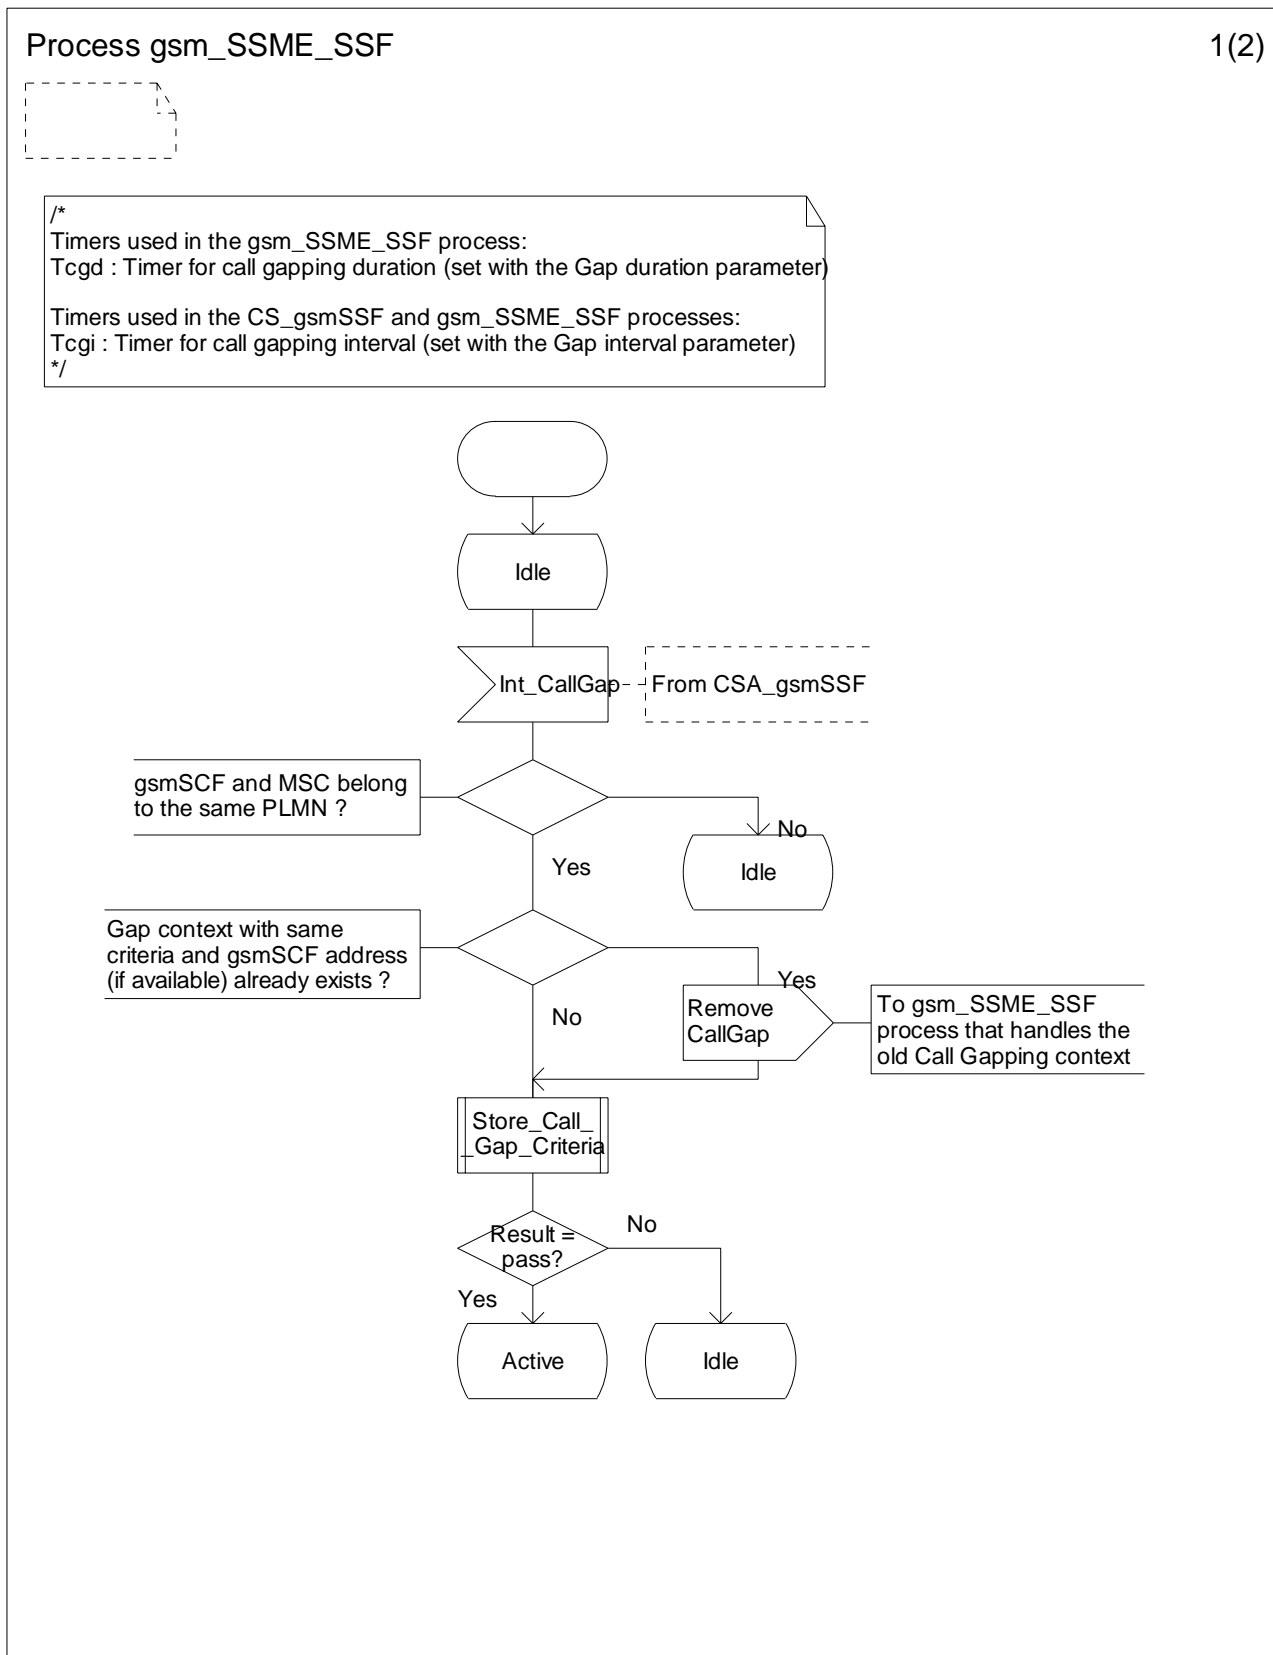 Process gsm_SSME_SSF
1(2)
/*
Timers used in the gsm_SSME_SSF process:
Tcgd : Timer for call gapping duration (set with the Gap duration parameter)
Timers used in the CS_gsmSSF and gsm_SSME_SSF processes:
Tcgi : Timer for call gapping interval (set with the Gap interval parameter)
*/
Idle
Int_CallGap
From CSA_gsmSSF
gsmSCF and MSC belong
to the same PLMN ?
No
Yes
Idle
Gap context with same
criteria and gsmSCF address
(if available) already exists ?
Yes
No
Remove
CallGap
To gsm_SSME_SSF
process that handles the
old Call Gapping context
Store_Call_
_Gap_Criteria
Result =
pass?
No
Yes
Active
Idle